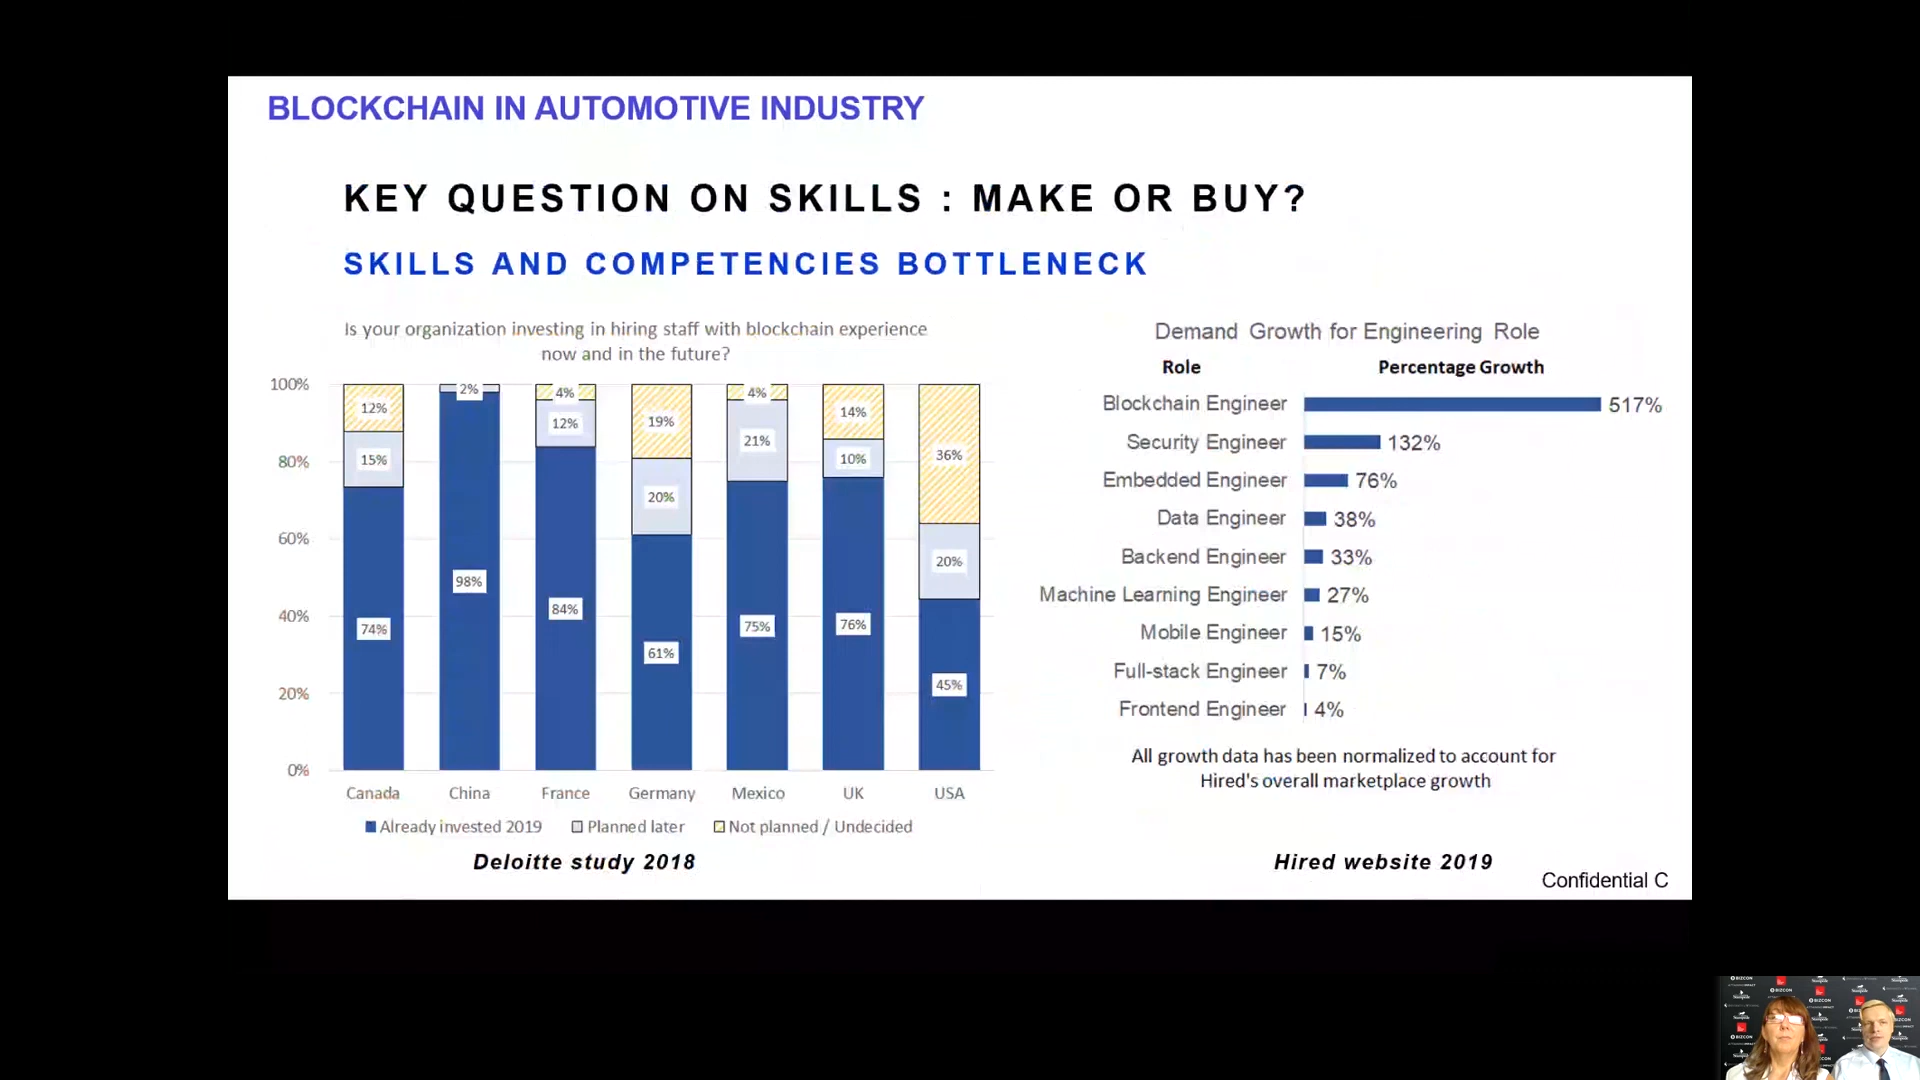 BLOCKCHAIN IN AUTOMOTIVE INDUSTRY
KEY QUESTION ON SKILLS : MAKE OR BUY?
SKILLS AND COMPETENCIES BOTTLENECK
Is your organization investing in hiring staff with blockchain experience
now and in the future?
100%
80%
60%
40%
20%
0%
12%
15%
74%
2%
98%
4%
12%
84%
19%
20%
61%
4%
21%
75%
14%
10%
76%
36%
20%
45%
Canada China France Germany Mexico UK USA
Already invested 2019 Planned later Not planned / Undecided
Deloitte study 2018
Demand Growth for Engineering Role
Role Percentage Growth
Blockchain Engineer 517%
Security Engineer 132%
Embedded Engineer 76%
Data Engineer 38%
Backend Engineer 33%
Machine Learning Engineer 27%
Mobile Engineer 15%
Full-stack Engineer 7%
Frontend Engineer 4%
All growth data has been normalized to account for
Hired's overall marketplace growth
Hired website 2019
Confidential C
BIZCON